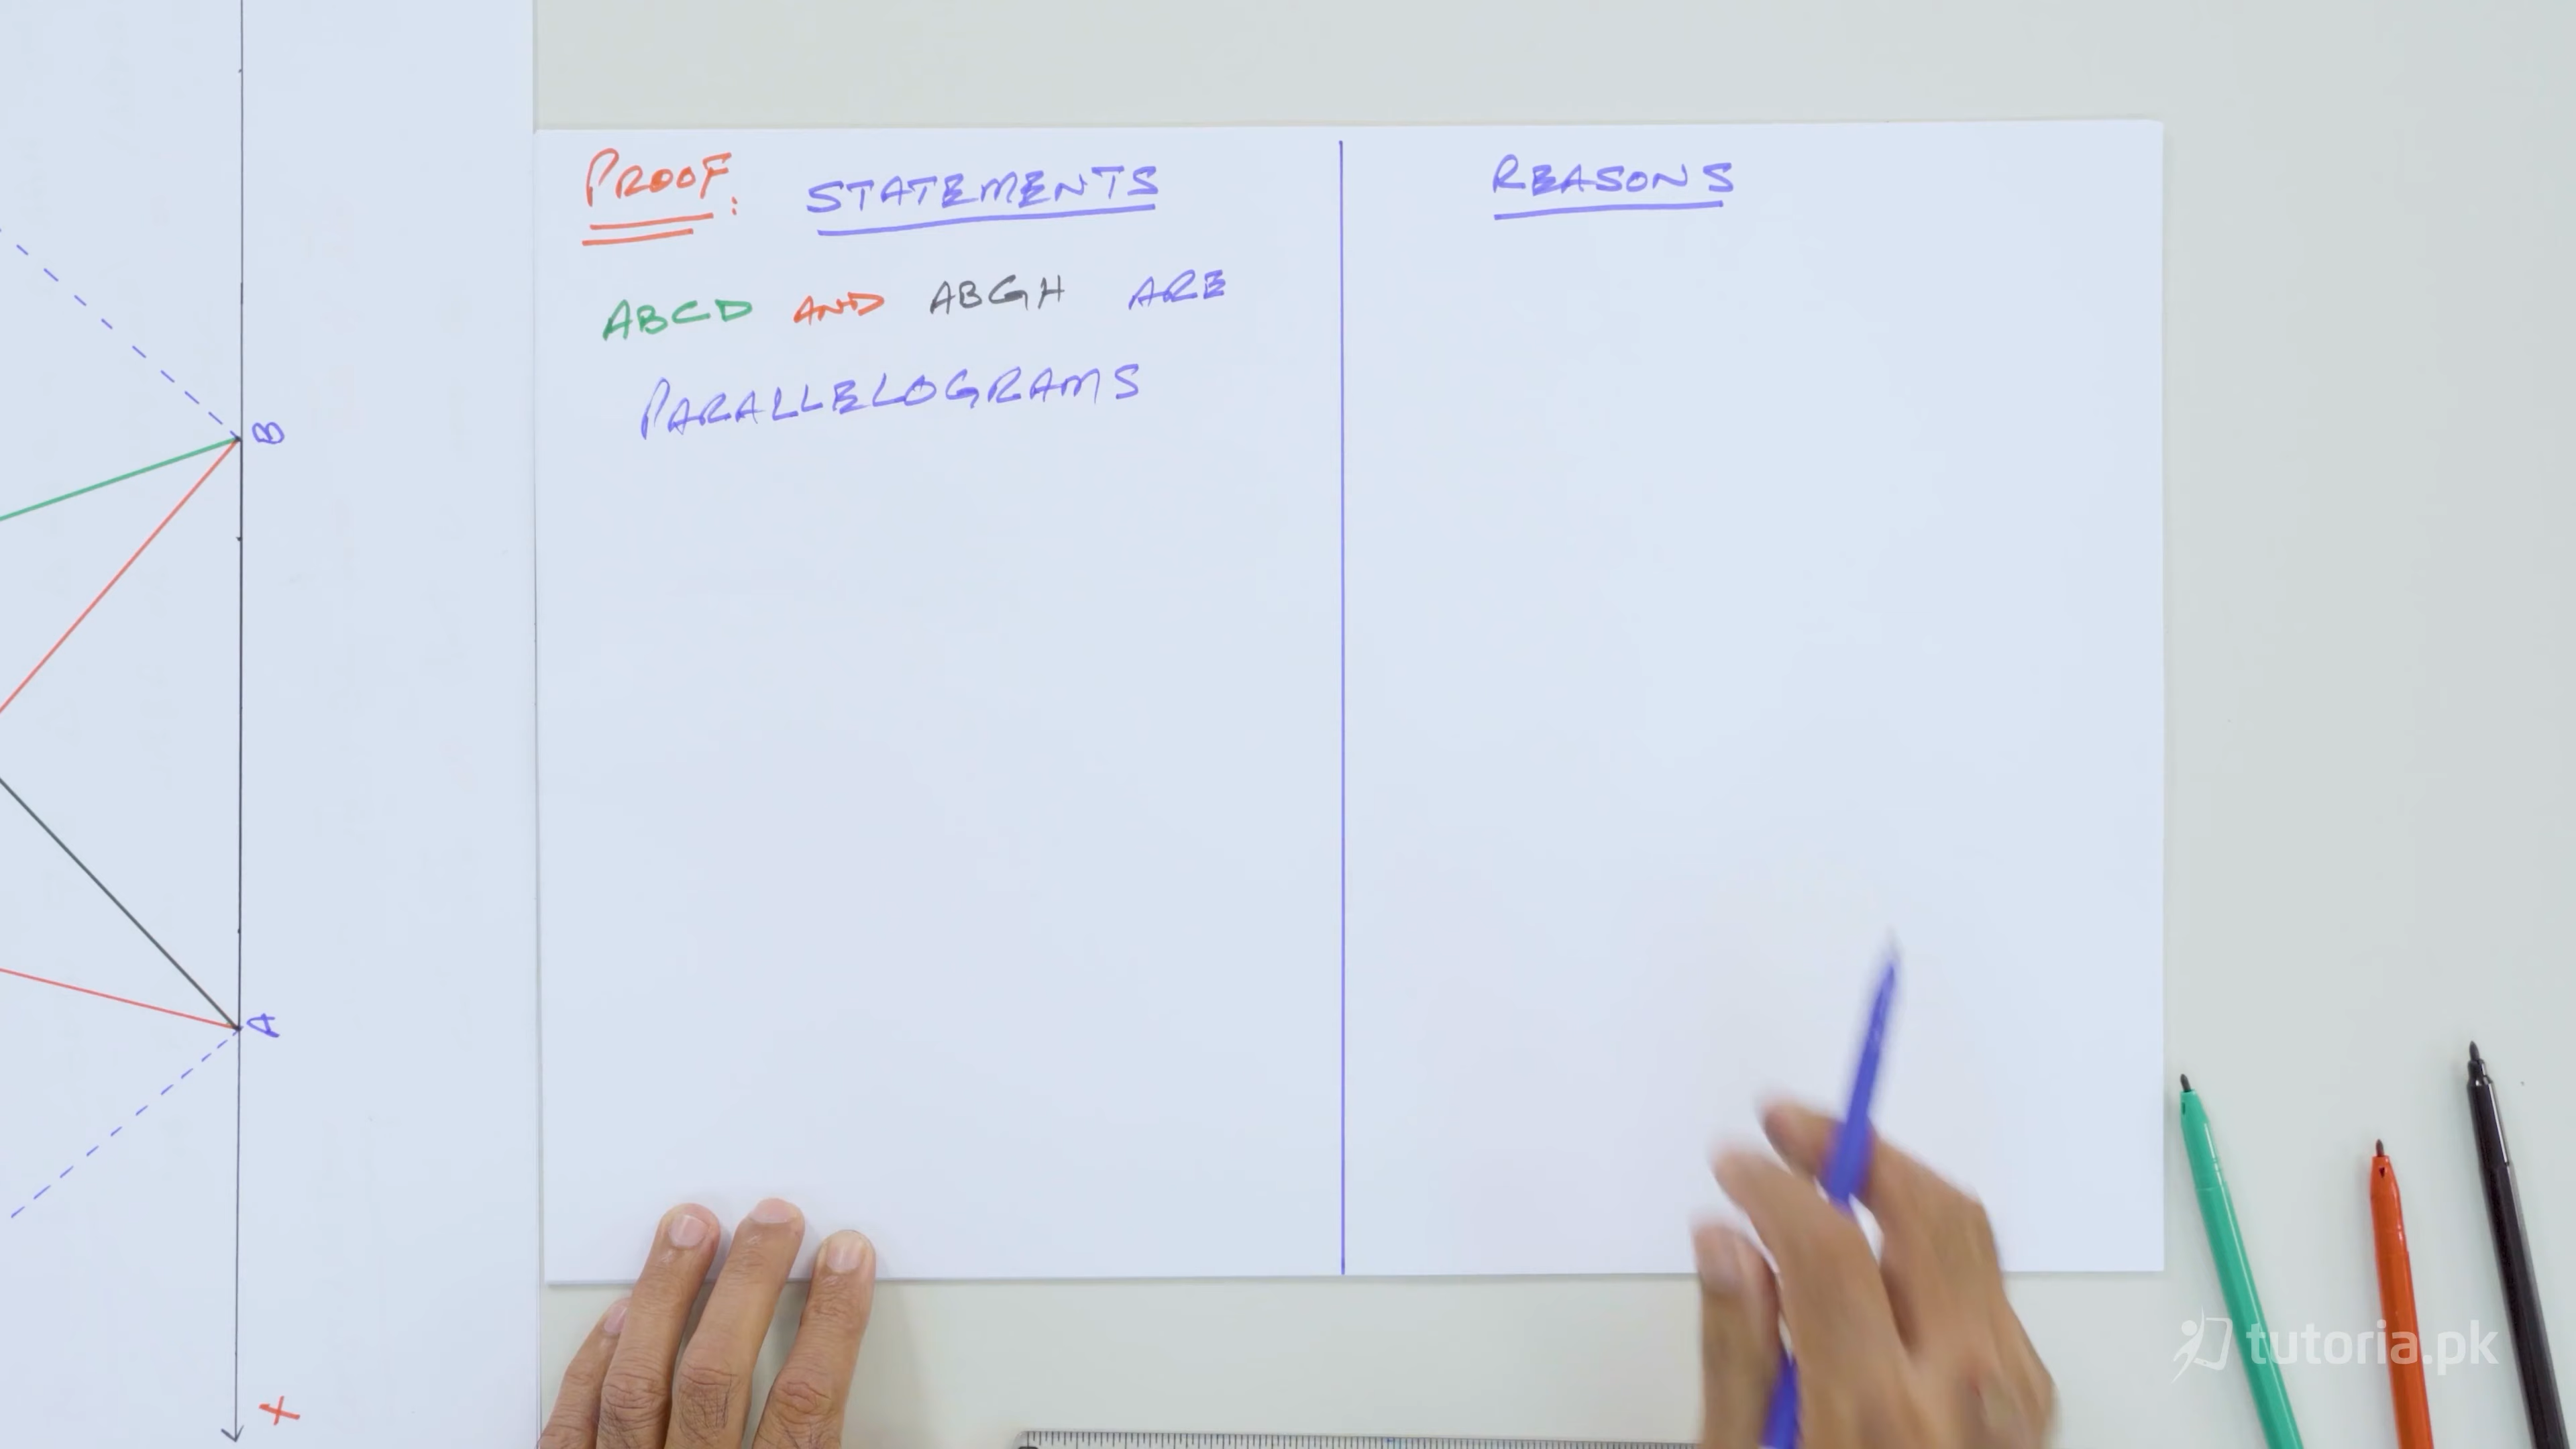 PROOF: STATEMENTS
REASONS
ABCD AND ABGH ARE
PARALLELOGRAMS
B
A
X
tutoria.pk